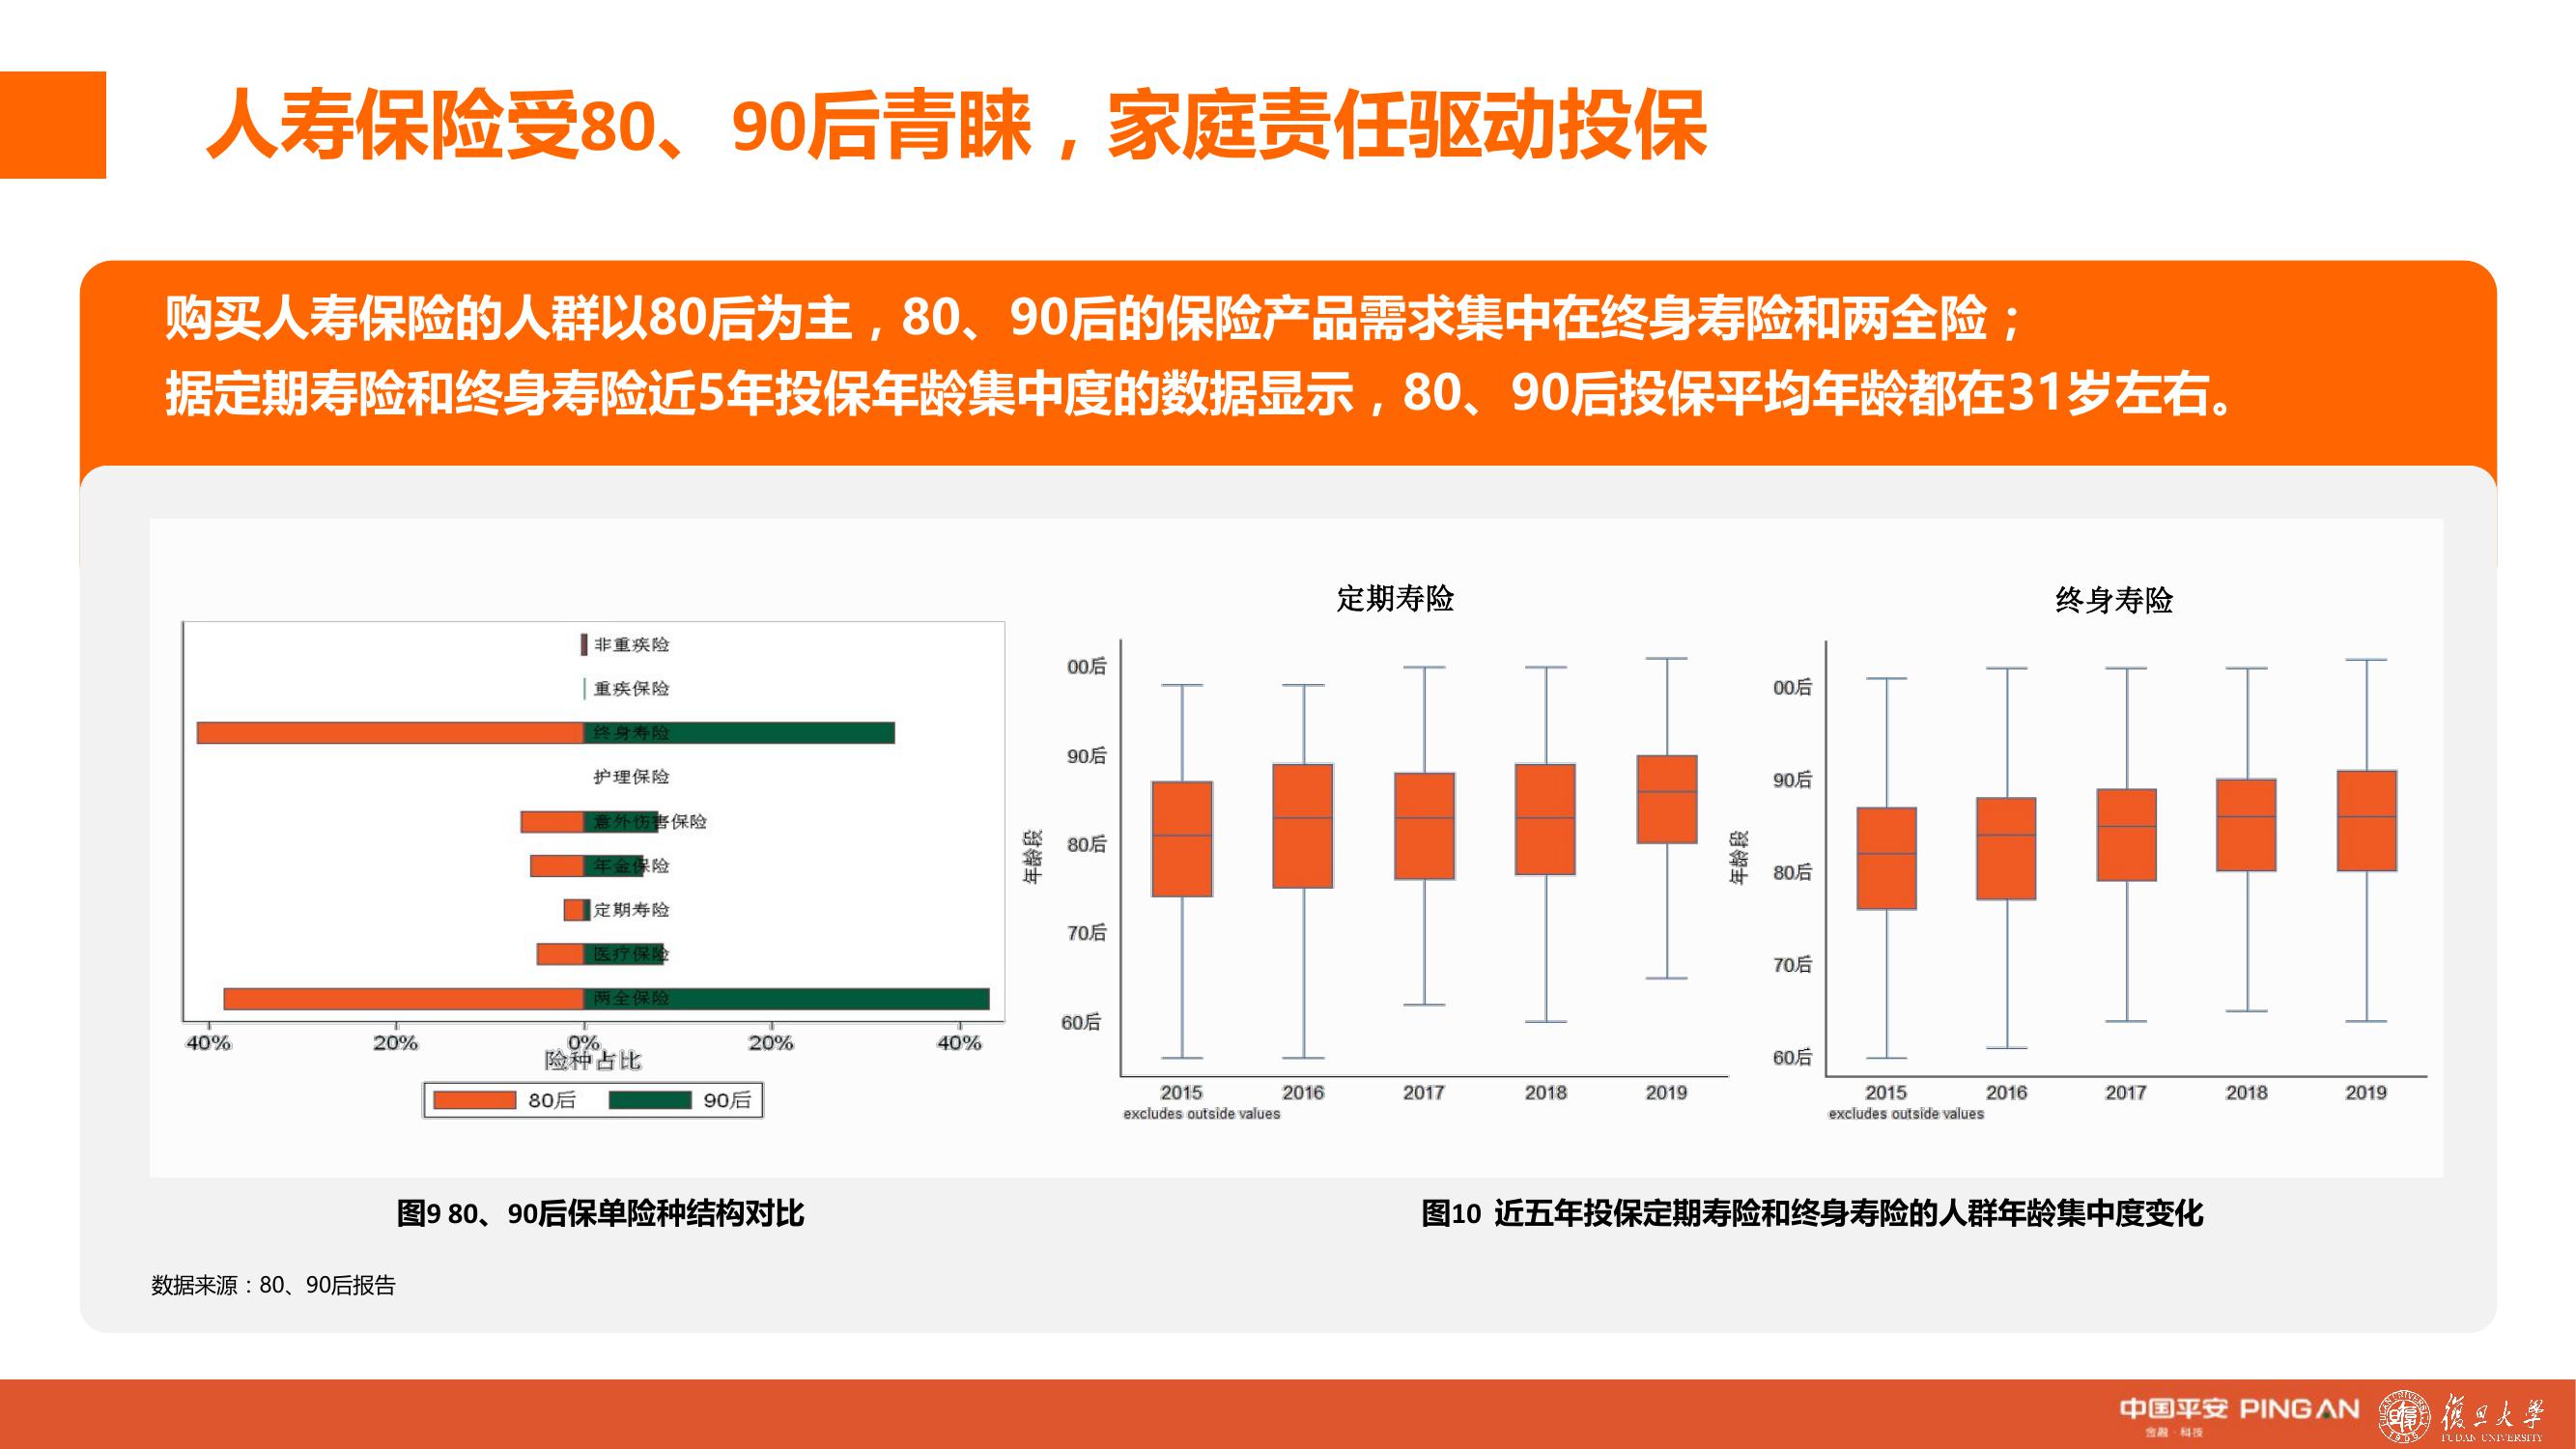 人寿保险受80、90后青睐，家庭责任驱动投保
购买人寿保险的人群以80后为主，80、90后的保险产品需求集中在终身寿险和两全险；
据定期寿险和终身寿险近5年投保年龄集中度的数据显示，80、90后投保平均年龄都在31岁左右。
非重疾险
重疾保险
终身寿险
护理保险
意外伤害保险
年金保险
定期寿险
医疗保险
两全保险
40% 20% 0% 20% 40%
险种占比
80后 90后
定期寿险
年龄段
00后
90后
80后
70后
60后
2015 2016 2017 2018 2019
excludes outside values
终身寿险
年龄段
00后
90后
80后
70后
60后
2015 2016 2017 2018 2019
excludes outside values
图9 80、90后保单险种结构对比
图10 近五年投保定期寿险和终身寿险的人群年龄集中度变化
数据来源：80、90后报告
中国平安 PING AN
金融·科技
復旦大學
FUDAN UNIVERSITY